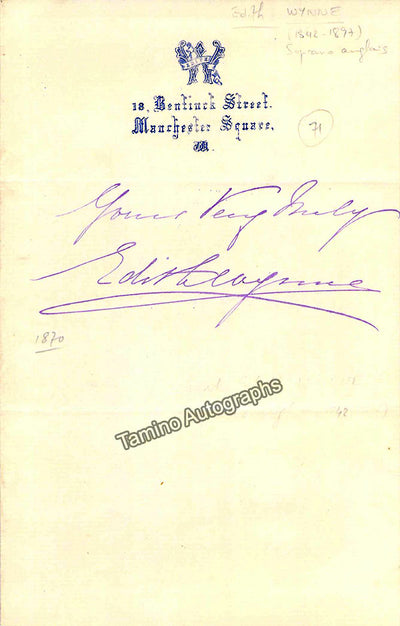 Edith WYNNE
(1842-1897)
Soprano anglais
18, Bentinck Street.
Manchester Square,
W.
71
Yours Very Truly
Edith Wynne
1870
Tamino Autographs
42